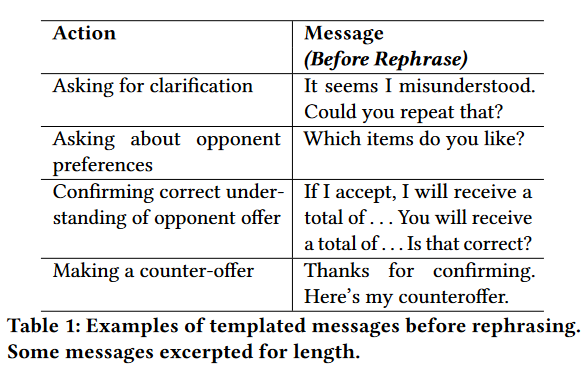 Action Message
(Before Rephrase)
Asking for clarification It seems I misunderstood.
Could you repeat that?
Asking about opponent Which items do you like?
preferences
Confirming correct under- If I accept, I will receive a
standing of opponent offer total of . . . You will receive
a total of . . . Is that correct?
Making a counter-offer Thanks for confirming.
Here's my counteroffer.
Table 1: Examples of templated messages before rephrasing.
Some messages excerpted for length.